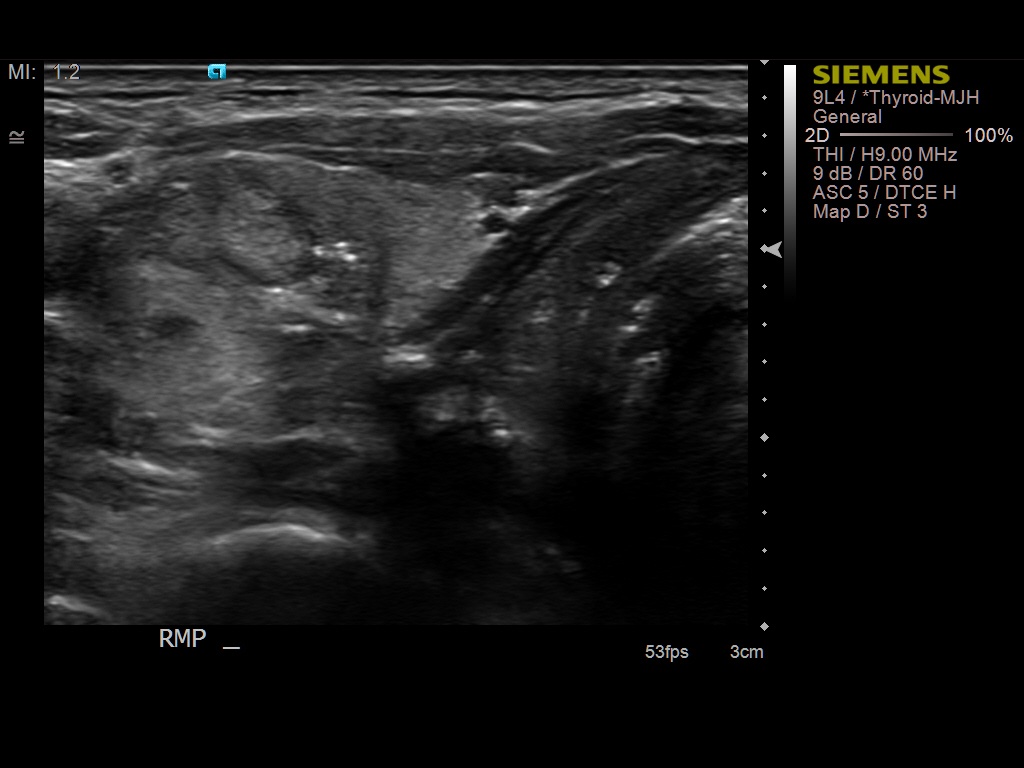 MI: 1.2
SIEMENS
9L4 / *Thyroid-MJH
General
2D 100%
THI / H9.00 MHz
9 dB / DR 60
ASC 5 / DTCE H
Map D / ST 3
RMP _
53fps 3cm